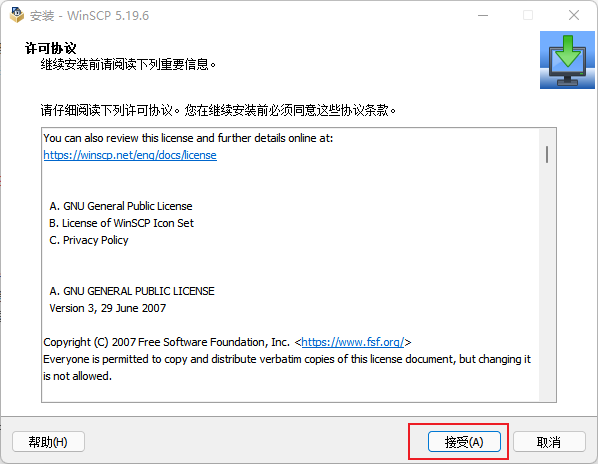 安装 - WinSCP 5.19.6
许可协议
继续安装前请阅读下列重要信息。
请仔细阅读下列许可协议。您在继续安装前必须同意这些协议条款。
You can also review this license and further details online at:
https://winscp.net/eng/docs/license
A. GNU General Public License
B. License of WinSCP Icon Set
C. Privacy Policy
A. GNU GENERAL PUBLIC LICENSE
Version 3, 29 June 2007
Copyright (C) 2007 Free Software Foundation, Inc. <https://www.fsf.org/>
Everyone is permitted to copy and distribute verbatim copies of this license document, but changing it
is not allowed.
帮助(H)
接受(A)
取消